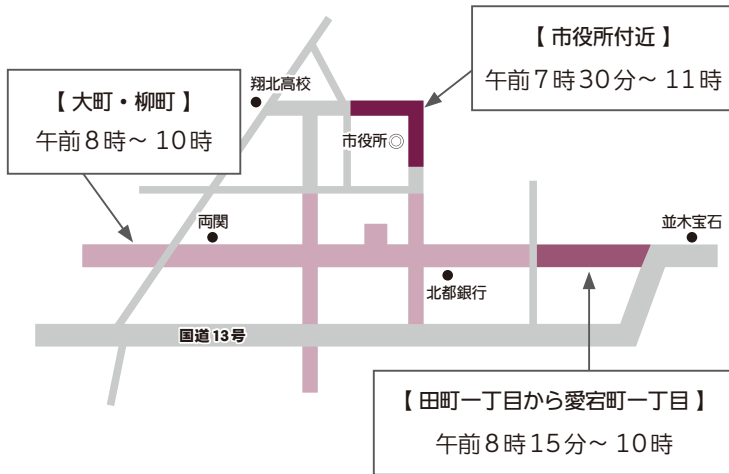 【 市役所付近 】
午前7時30分～ 11時
【 大町・柳町 】
午前8時～ 10時
翔北高校
市役所◎
両関
並木宝石
北都銀行
国道13号
【 田町一丁目から愛宕町一丁目 】
午前8時15分～ 10時